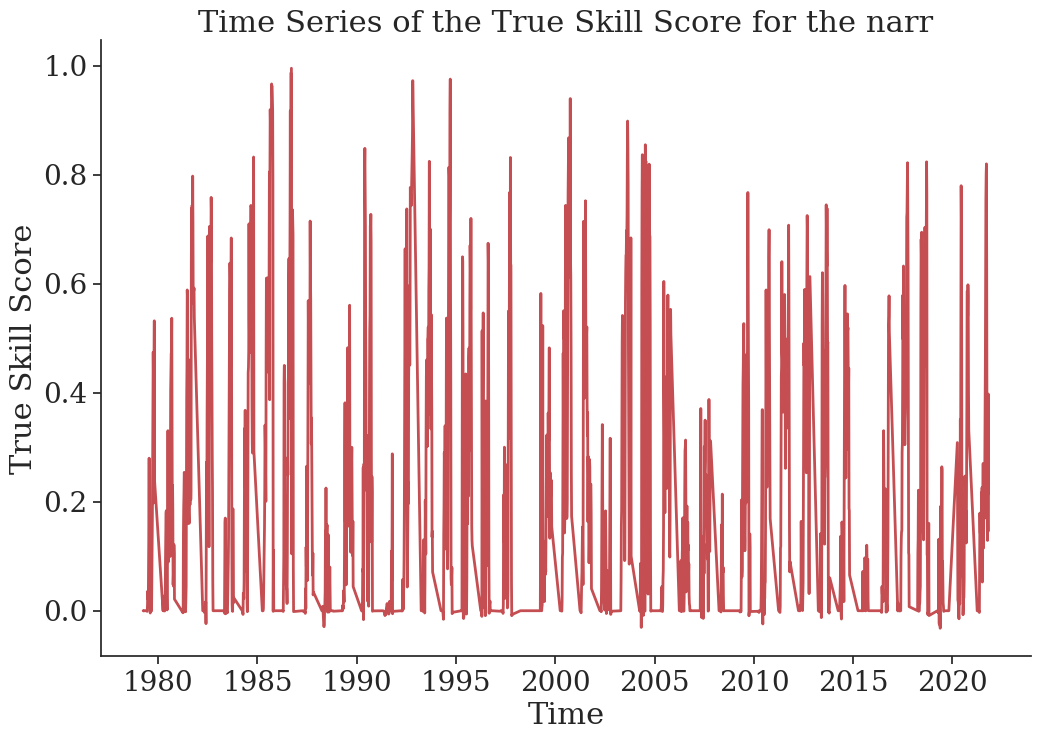 Time Series of the True Skill Score for the narr
True Skill Score
1.0
0.8
0.6
0.4
0.2
0.0
1980 1985 1990 1995 2000 2005 2010 2015 2020
Time